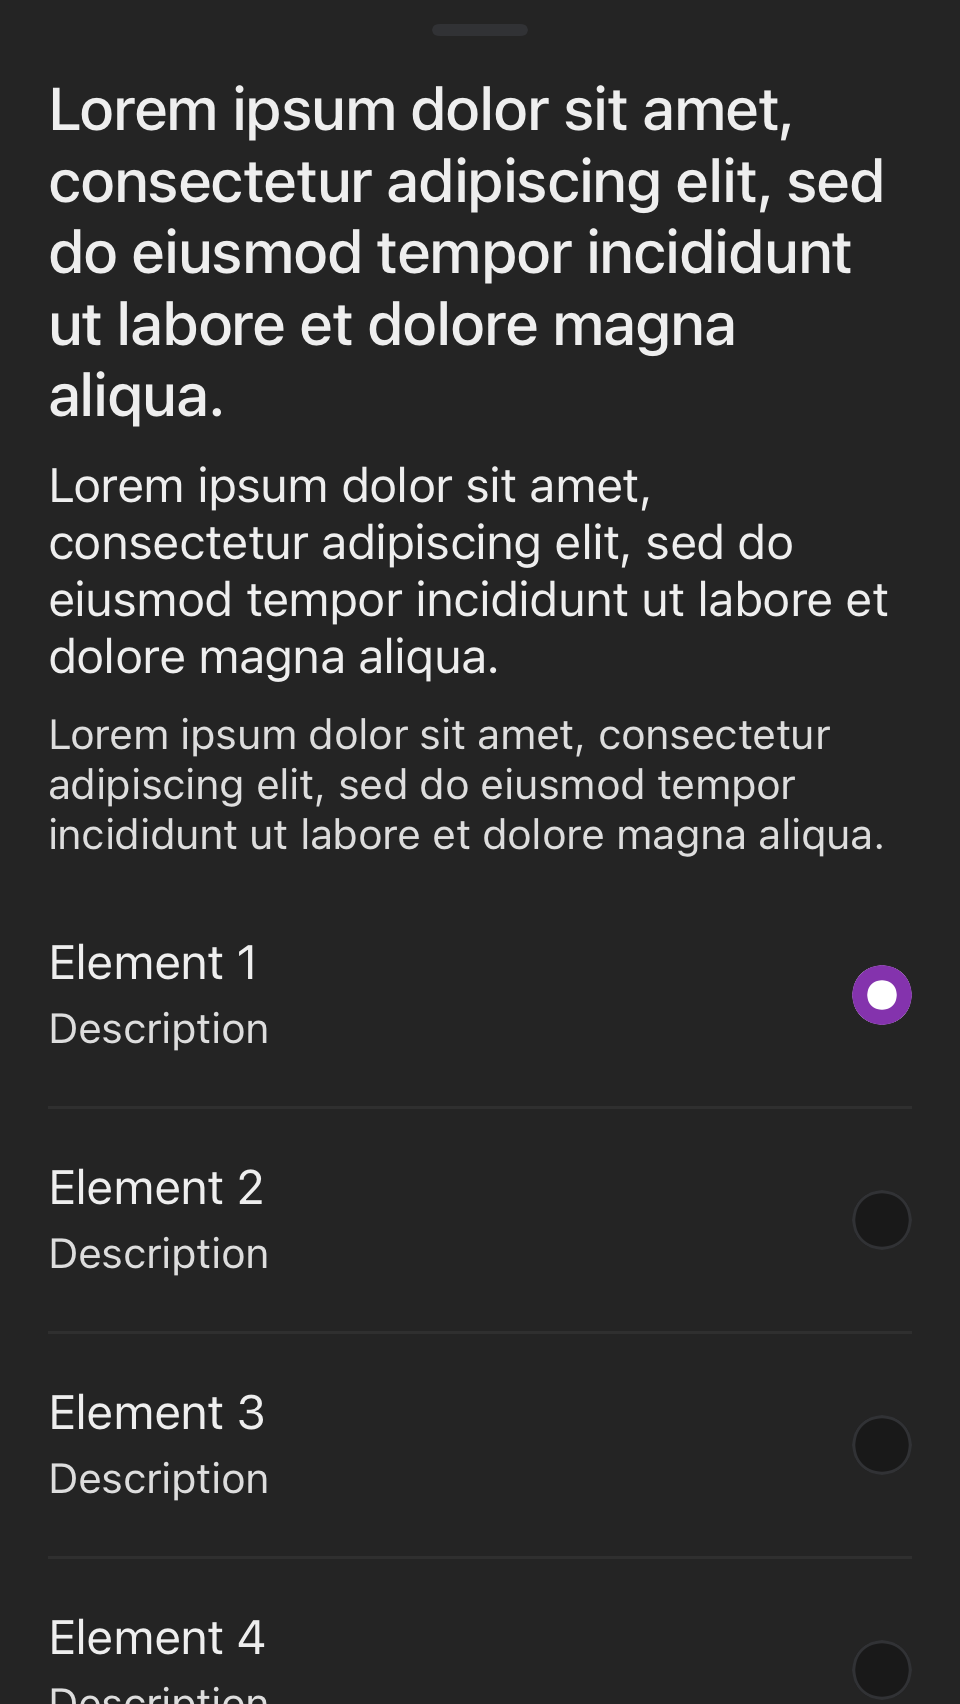 Lorem ipsum dolor sit amet,
consectetur adipiscing elit, sed
do eiusmod tempor incididunt
ut labore et dolore magna
aliqua.
Lorem ipsum dolor sit amet,
consectetur adipiscing elit, sed do
eiusmod tempor incididunt ut labore et
dolore magna aliqua.
Lorem ipsum dolor sit amet, consectetur
adipiscing elit, sed do eiusmod tempor
incididunt ut labore et dolore magna aliqua.
Element 1
Description
Element 2
Description
Element 3
Description
Element 4
Description